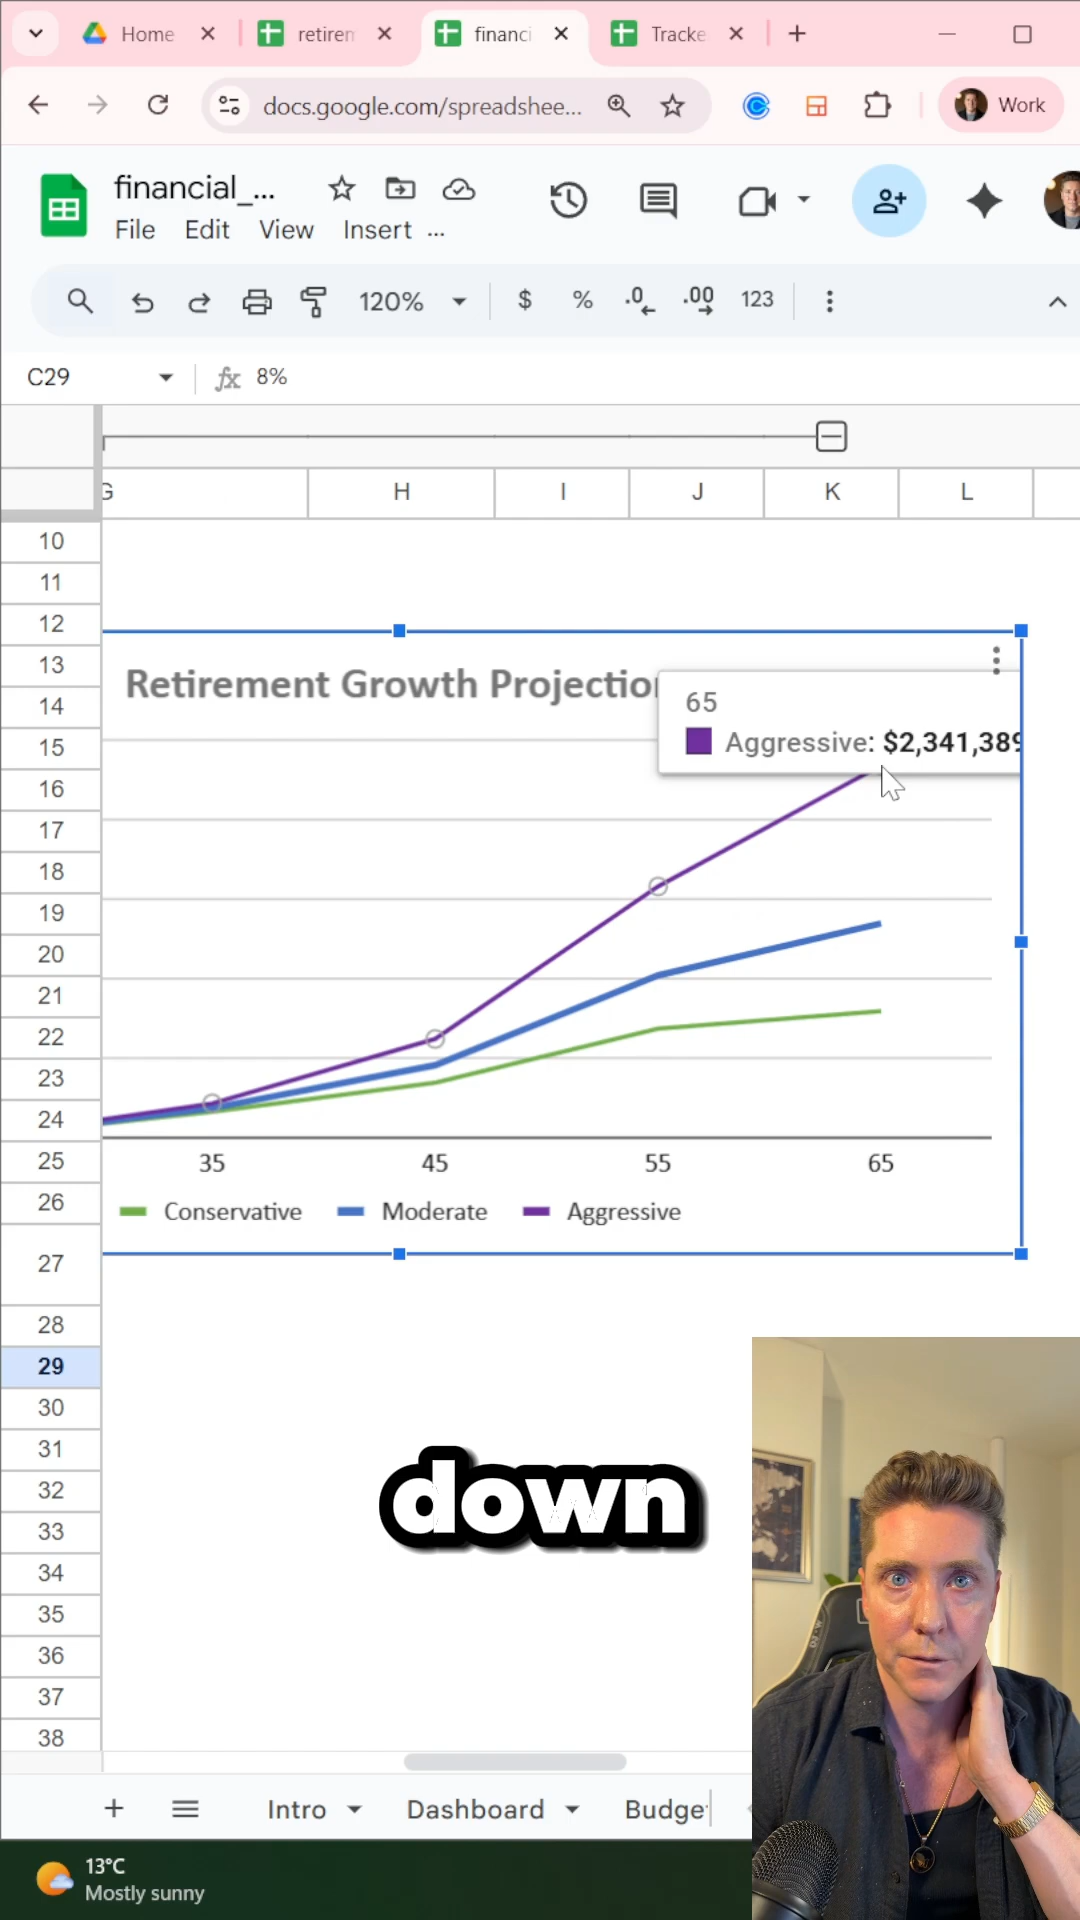 Home
retirem
financi
Tracke
docs.google.com/spreadshee...
Work
financial_...
File Edit View Insert ...
120% $ % .0 .00 123
C29 fx 8%
G H I J K L
10
11
12
13
14
15
16
17
18
19
20
21
22
23
24
25
26
27
28
29
30
31
32
33
34
35
36
37
38
Retirement Growth Projection
65
Aggressive: $2,341,389
35 45 55 65
Conservative Moderate Aggressive
down
Intro Dashboard Budge
13°C
Mostly sunny